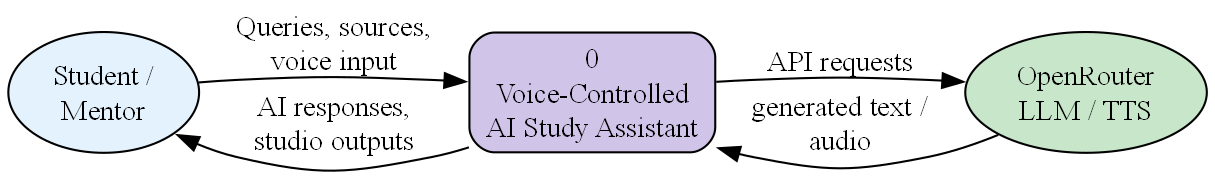 Queries, sources,
voice input
Student /
Mentor
AI responses,
studio outputs
0
Voice-Controlled
AI Study Assistant
API requests
generated text /
audio
OpenRouter
LLM / TTS